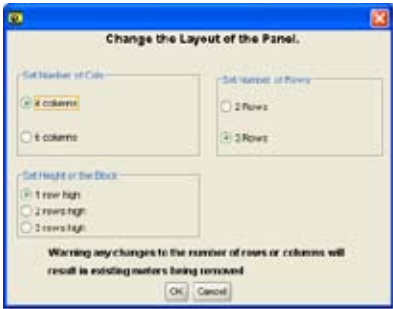 Change the Layout of the Panel.
Set Number of Cols
4 columns
6 columns
Set Number of Rows
2 Rows
3 Rows
Set Height of the Block
1 row high
2 rows high
3 rows high
Warning any changes to the number of rows or columns will
result in existing meters being removed
OK
Cancel